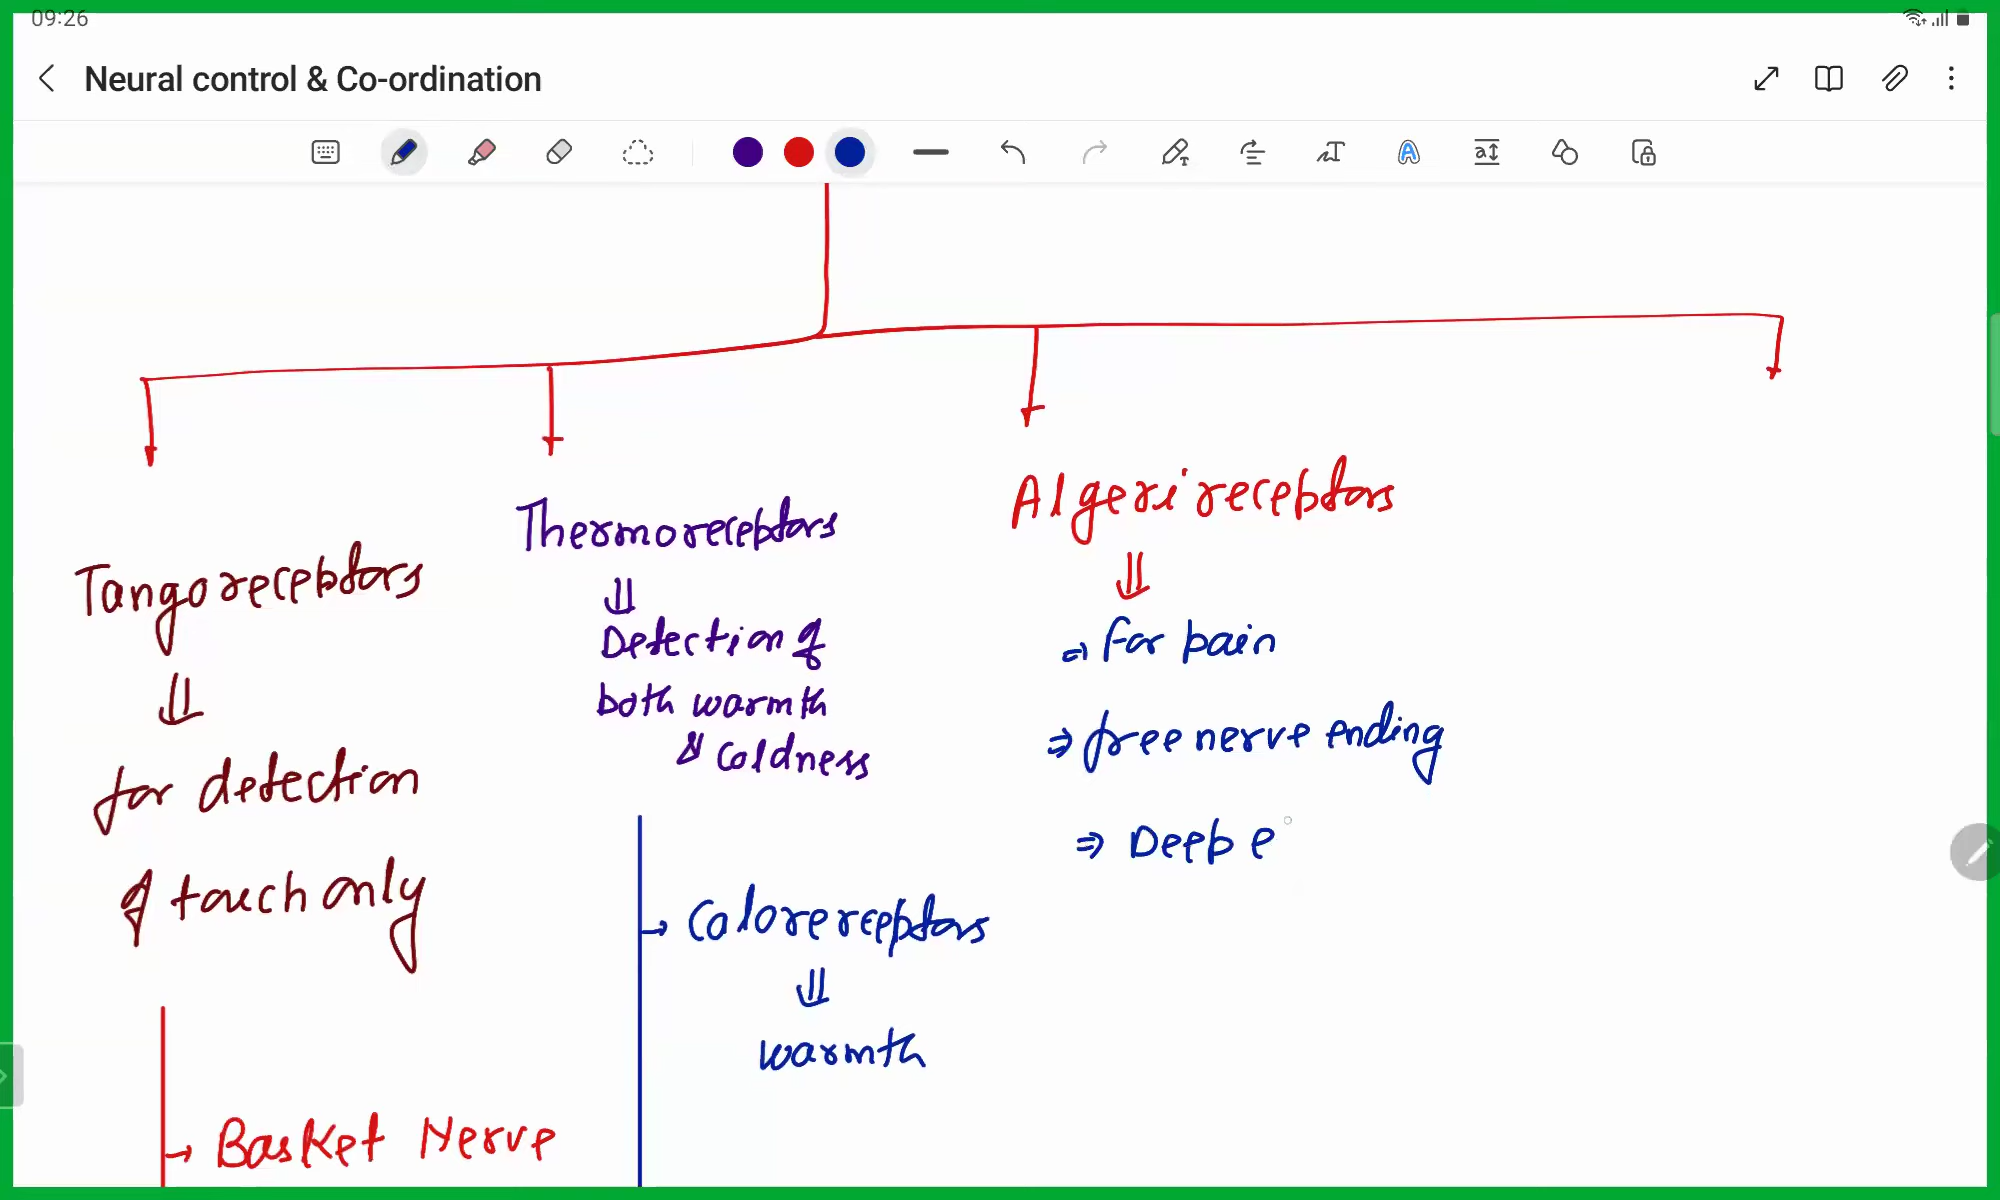 09:26
Neural control & Co-ordination
Tangoreceptors
for detection
of touch only
Basket Nerve
Thermoreceptors
Detection of
both warmth
& coldness
Calorereceptors
warmth
Algerireceptors
⇒ For pain
⇒ free nerve ending
⇒ Deep e